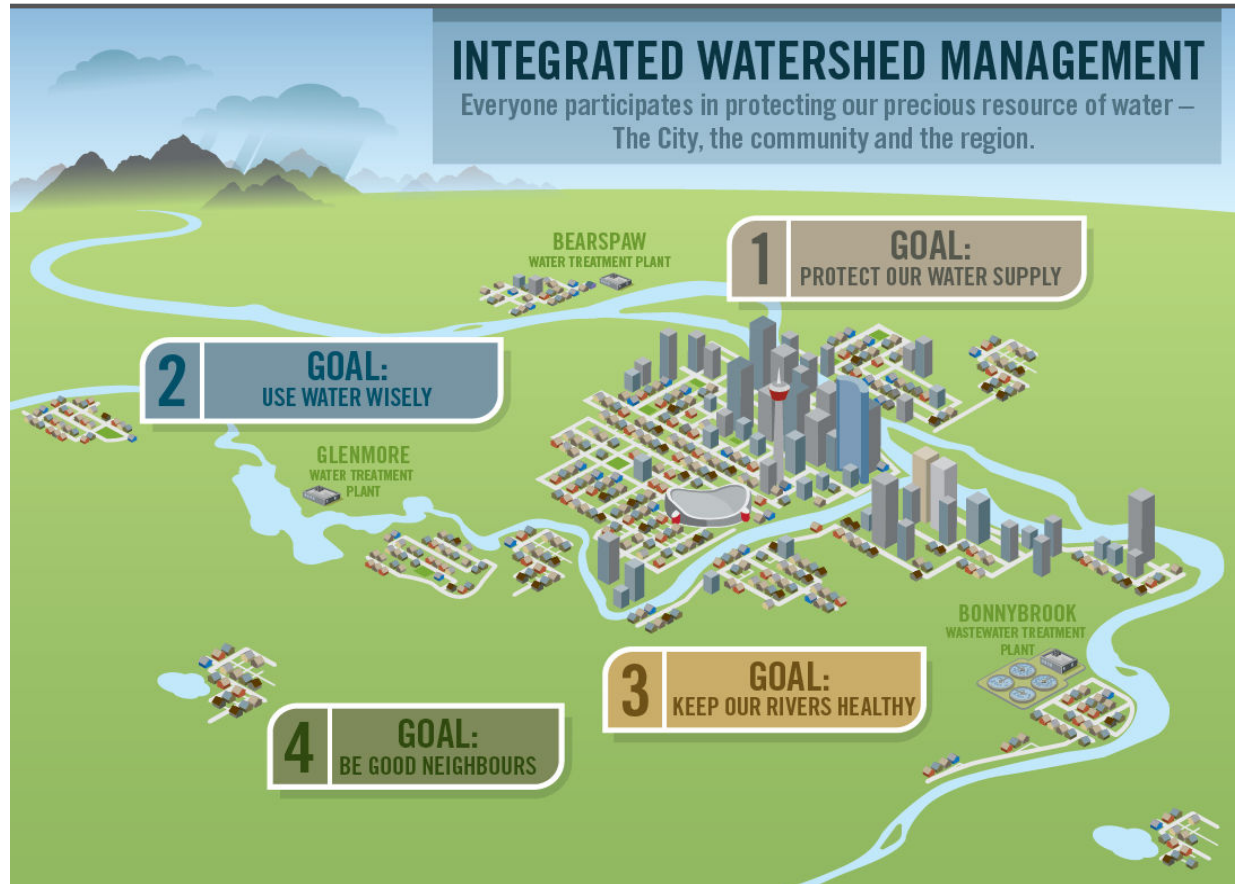 INTEGRATED WATERSHED MANAGEMENT
Everyone participates in protecting our precious resource of water –
The City, the community and the region.
BEARSPAW
WATER TREATMENT PLANT
1
GOAL:
PROTECT OUR WATER SUPPLY
2
GOAL:
USE WATER WISELY
GLENMORE
WATER TREATMENT
PLANT
BONNYBROOK
WASTEWATER TREATMENT
PLANT
3
GOAL:
KEEP OUR RIVERS HEALTHY
4
GOAL:
BE GOOD NEIGHBOURS